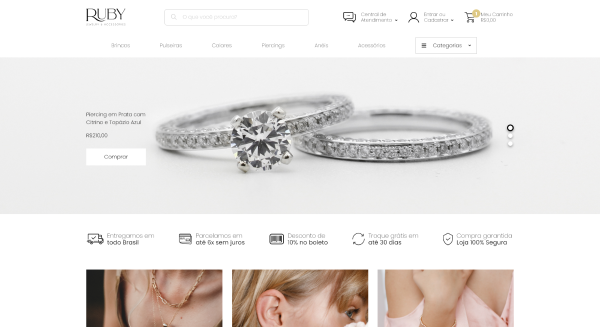 RUBY
O que você procura?
Central de
Atendimento
Entrar ou
Cadastrar
Meu Carrinho
R$0,00
Brincos
Pulseiras
Colares
Piercings
Anéis
Acessórios
Categorias
Piercing em Prata com
Citrino e Topázio Azul
R$210,00
Comprar
Entregamos em
todo Brasil
Parcelamos em
até 6x sem juros
Desconto de
10% no boleto
Troque grátis em
até 30 dias
Compra garantida
Loja 100% Segura